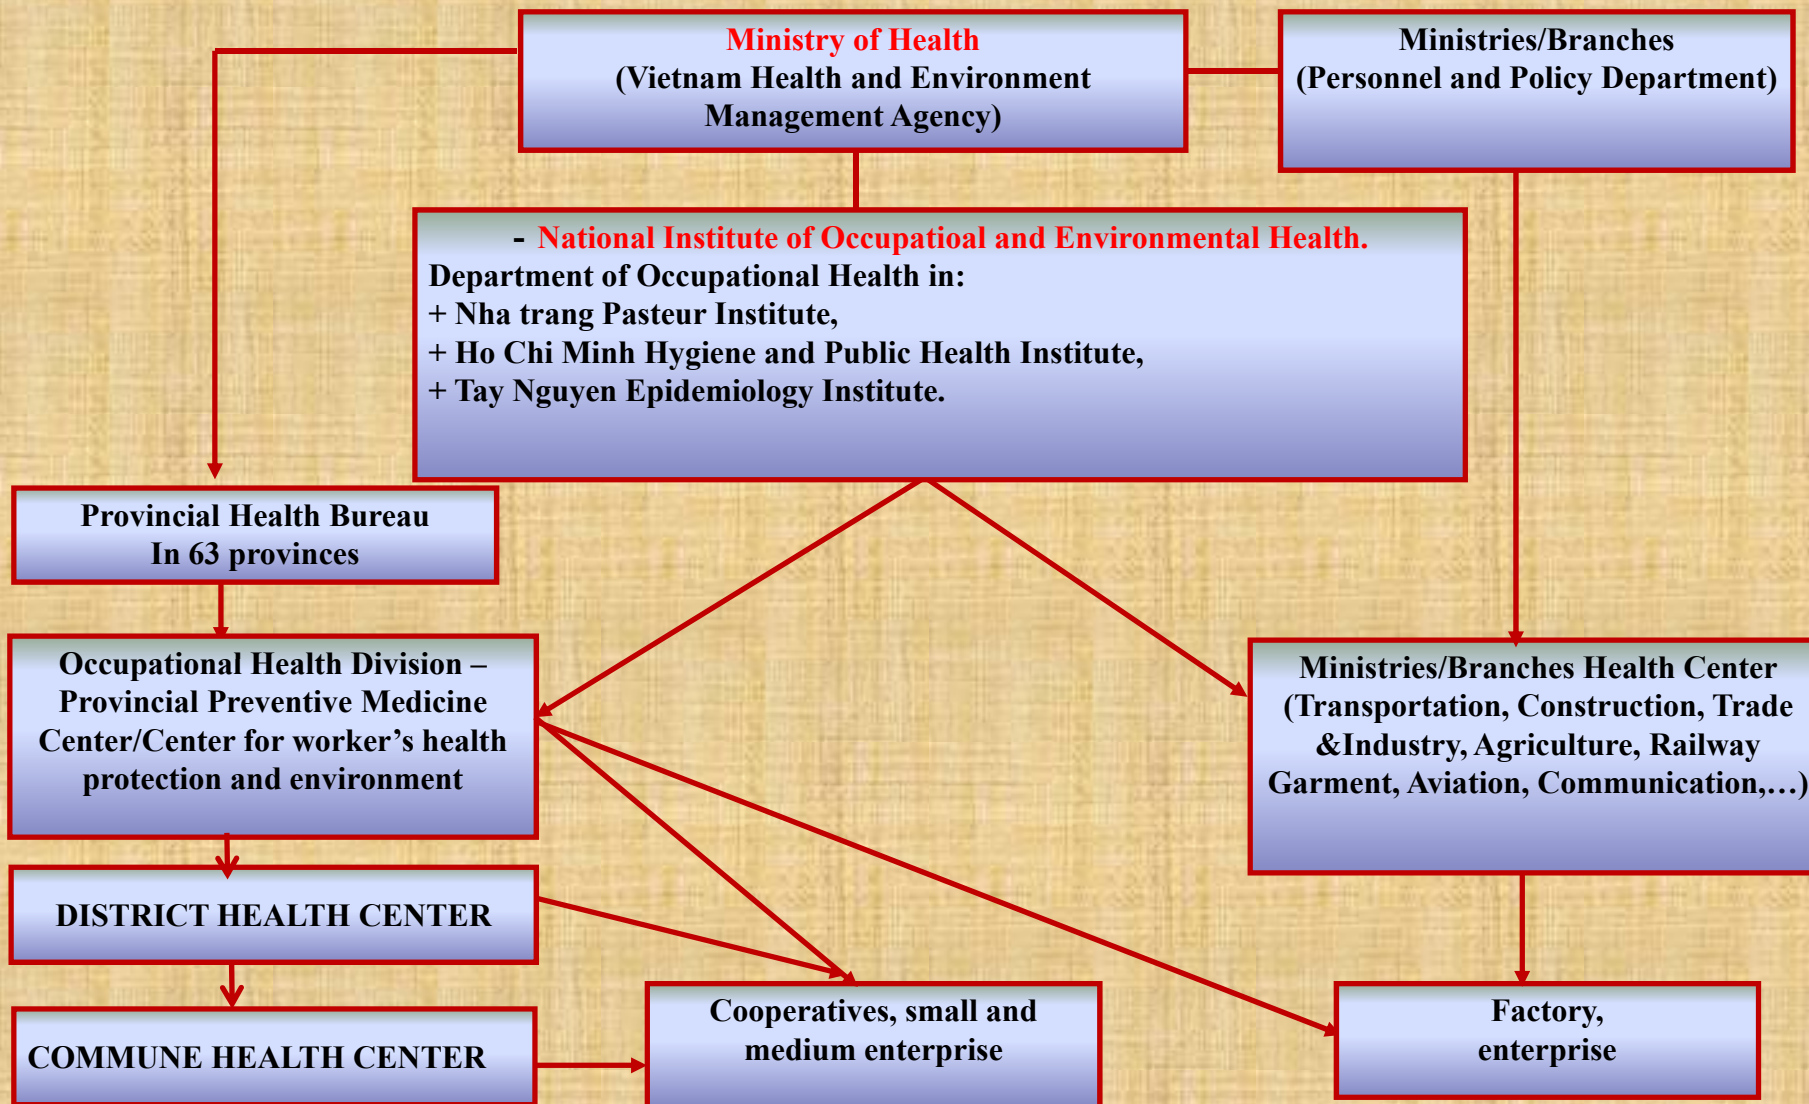 Ministry of Health
(Vietnam Health and Environment
Management Agency)
Ministries/Branches
(Personnel and Policy Department)
- National Institute of Occupatioal and Environmental Health.
Department of Occupational Health in:
+ Nha trang Pasteur Institute,
+ Ho Chi Minh Hygiene and Public Health Institute,
+ Tay Nguyen Epidemiology Institute.
Provincial Health Bureau
In 63 provinces
Occupational Health Division –
Provincial Preventive Medicine
Center/Center for worker’s health
protection and environment
Ministries/Branches Health Center
(Transportation, Construction, Trade
&Industry, Agriculture, Railway
Garment, Aviation, Communication,…)
DISTRICT HEALTH CENTER
COMMUNE HEALTH CENTER
Cooperatives, small and
medium enterprise
Factory,
enterprise